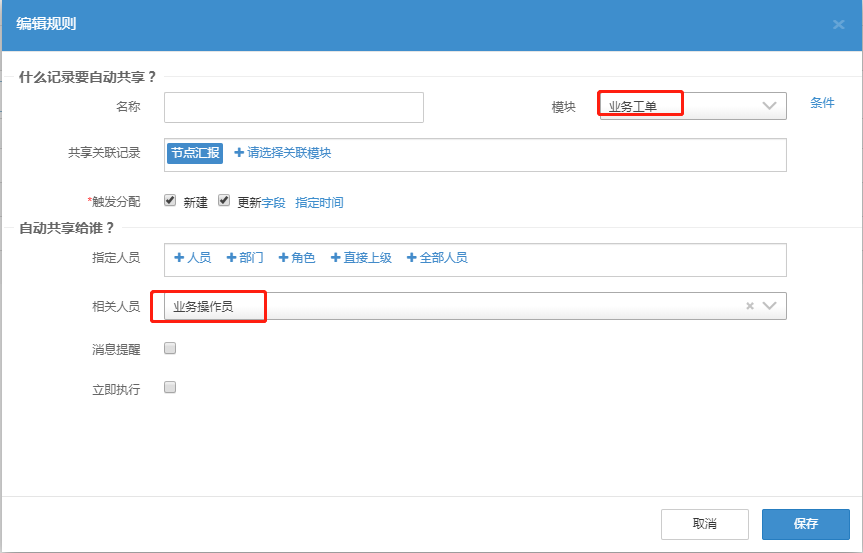 编辑规则 ×
什么记录要自动共享？
名称 模块 业务工单 条件
共享关联记录 节点汇报 +请选择关联模块
*触发分配 新建 更新字段 指定时间
自动共享给谁？
指定人员 +人员 +部门 +角色 +直接上级 +全部人员
相关人员 业务操作员 ×
消息提醒
立即执行
取消 保存